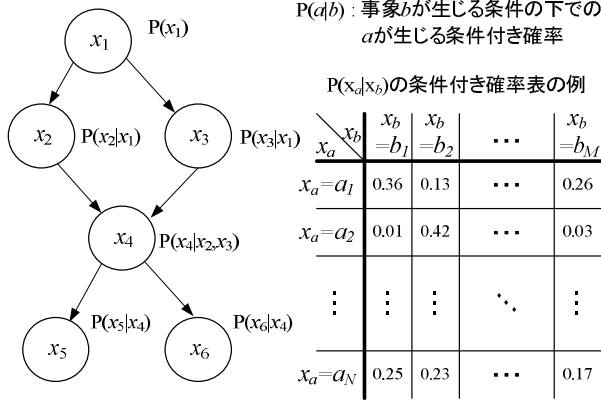 x1 P(x1)
x2 P(x2|x1) x3 P(x3|x1)
x4 P(x4|x2,x3)
P(x5|x4) P(x6|x4)
x5 x6
P(a|b) : 事象bが生じる条件の下での
aが生じる条件付き確率
P(xa|xb)の条件付き確率表の例
xa xb xb=b1 xb=b2 ··· xb=bM
xa=a1 0.36 0.13 ··· 0.26
xa=a2 0.01 0.42 ··· 0.03
⋮ ⋮ ⋮ ⋱ ⋮
xa=aN 0.25 0.23 ··· 0.17